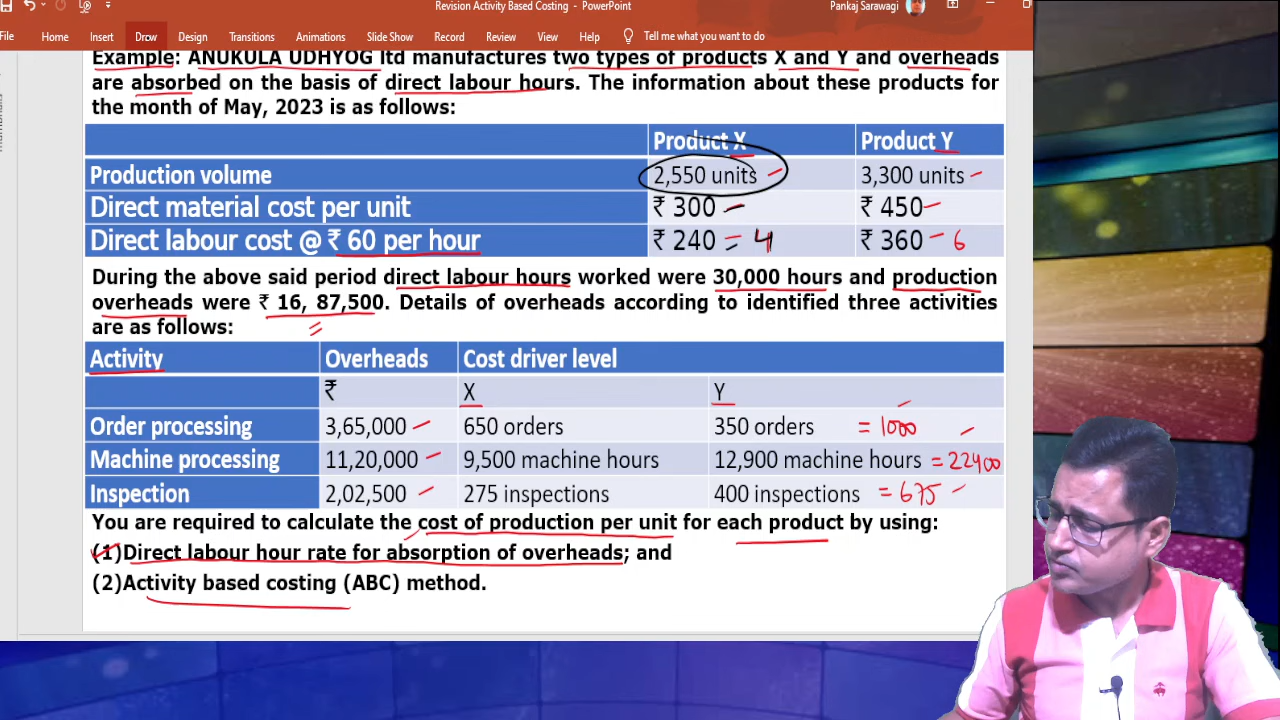 Revision Activity Based Costing - PowerPoint
Pankaj Sarawagi
File Home Insert Draw Design Transitions Animations Slide Show Record Review View Help Tell me what you want to do
Example: ANUKULA UDHYOG ltd manufactures two types of products X and Y and overheads
are absorbed on the basis of direct labour hours. The information about these products for
the month of May, 2023 is as follows:
Product X Product Y
Production volume 2,550 units 3,300 units
Direct material cost per unit ₹ 300 ₹ 450
Direct labour cost @ ₹ 60 per hour ₹ 240 = 4 ₹ 360 - 6
During the above said period direct labour hours worked were 30,000 hours and production
overheads were ₹ 16, 87,500. Details of overheads according to identified three activities
are as follows:
Activity Overheads Cost driver level
₹ X Y
Order processing 3,65,000 650 orders 350 orders = 1000
Machine processing 11,20,000 9,500 machine hours 12,900 machine hours = 22400
Inspection 2,02,500 275 inspections 400 inspections = 675
You are required to calculate the cost of production per unit for each product by using:
(1)Direct labour hour rate for absorption of overheads; and
(2)Activity based costing (ABC) method.